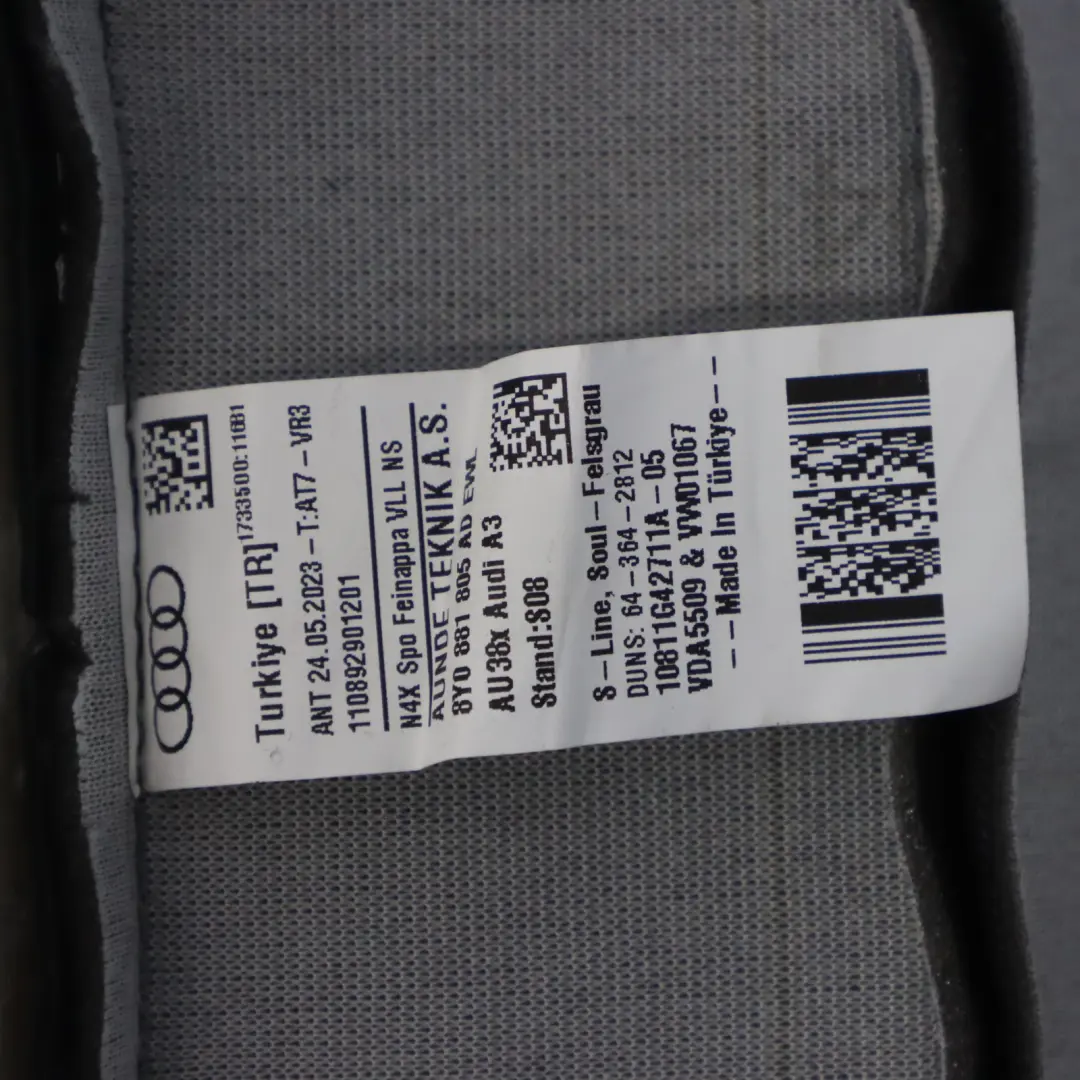 Turkiye [TR] 1733500:11681
ANT 24.05.2023-T:AT7-VR3
110892901201
N4X Spo Feinappa VLL NS
AUNDE TEKNIK A.S.
8Y0 881 805 AD EWL
AU38x Audi A3
Stand:S08
S-Line, Soul-Felsgrau
DUNS: 64-364-2812
10811G42711A-05
VDA5509 & VW01067
--Made In Türkiye--